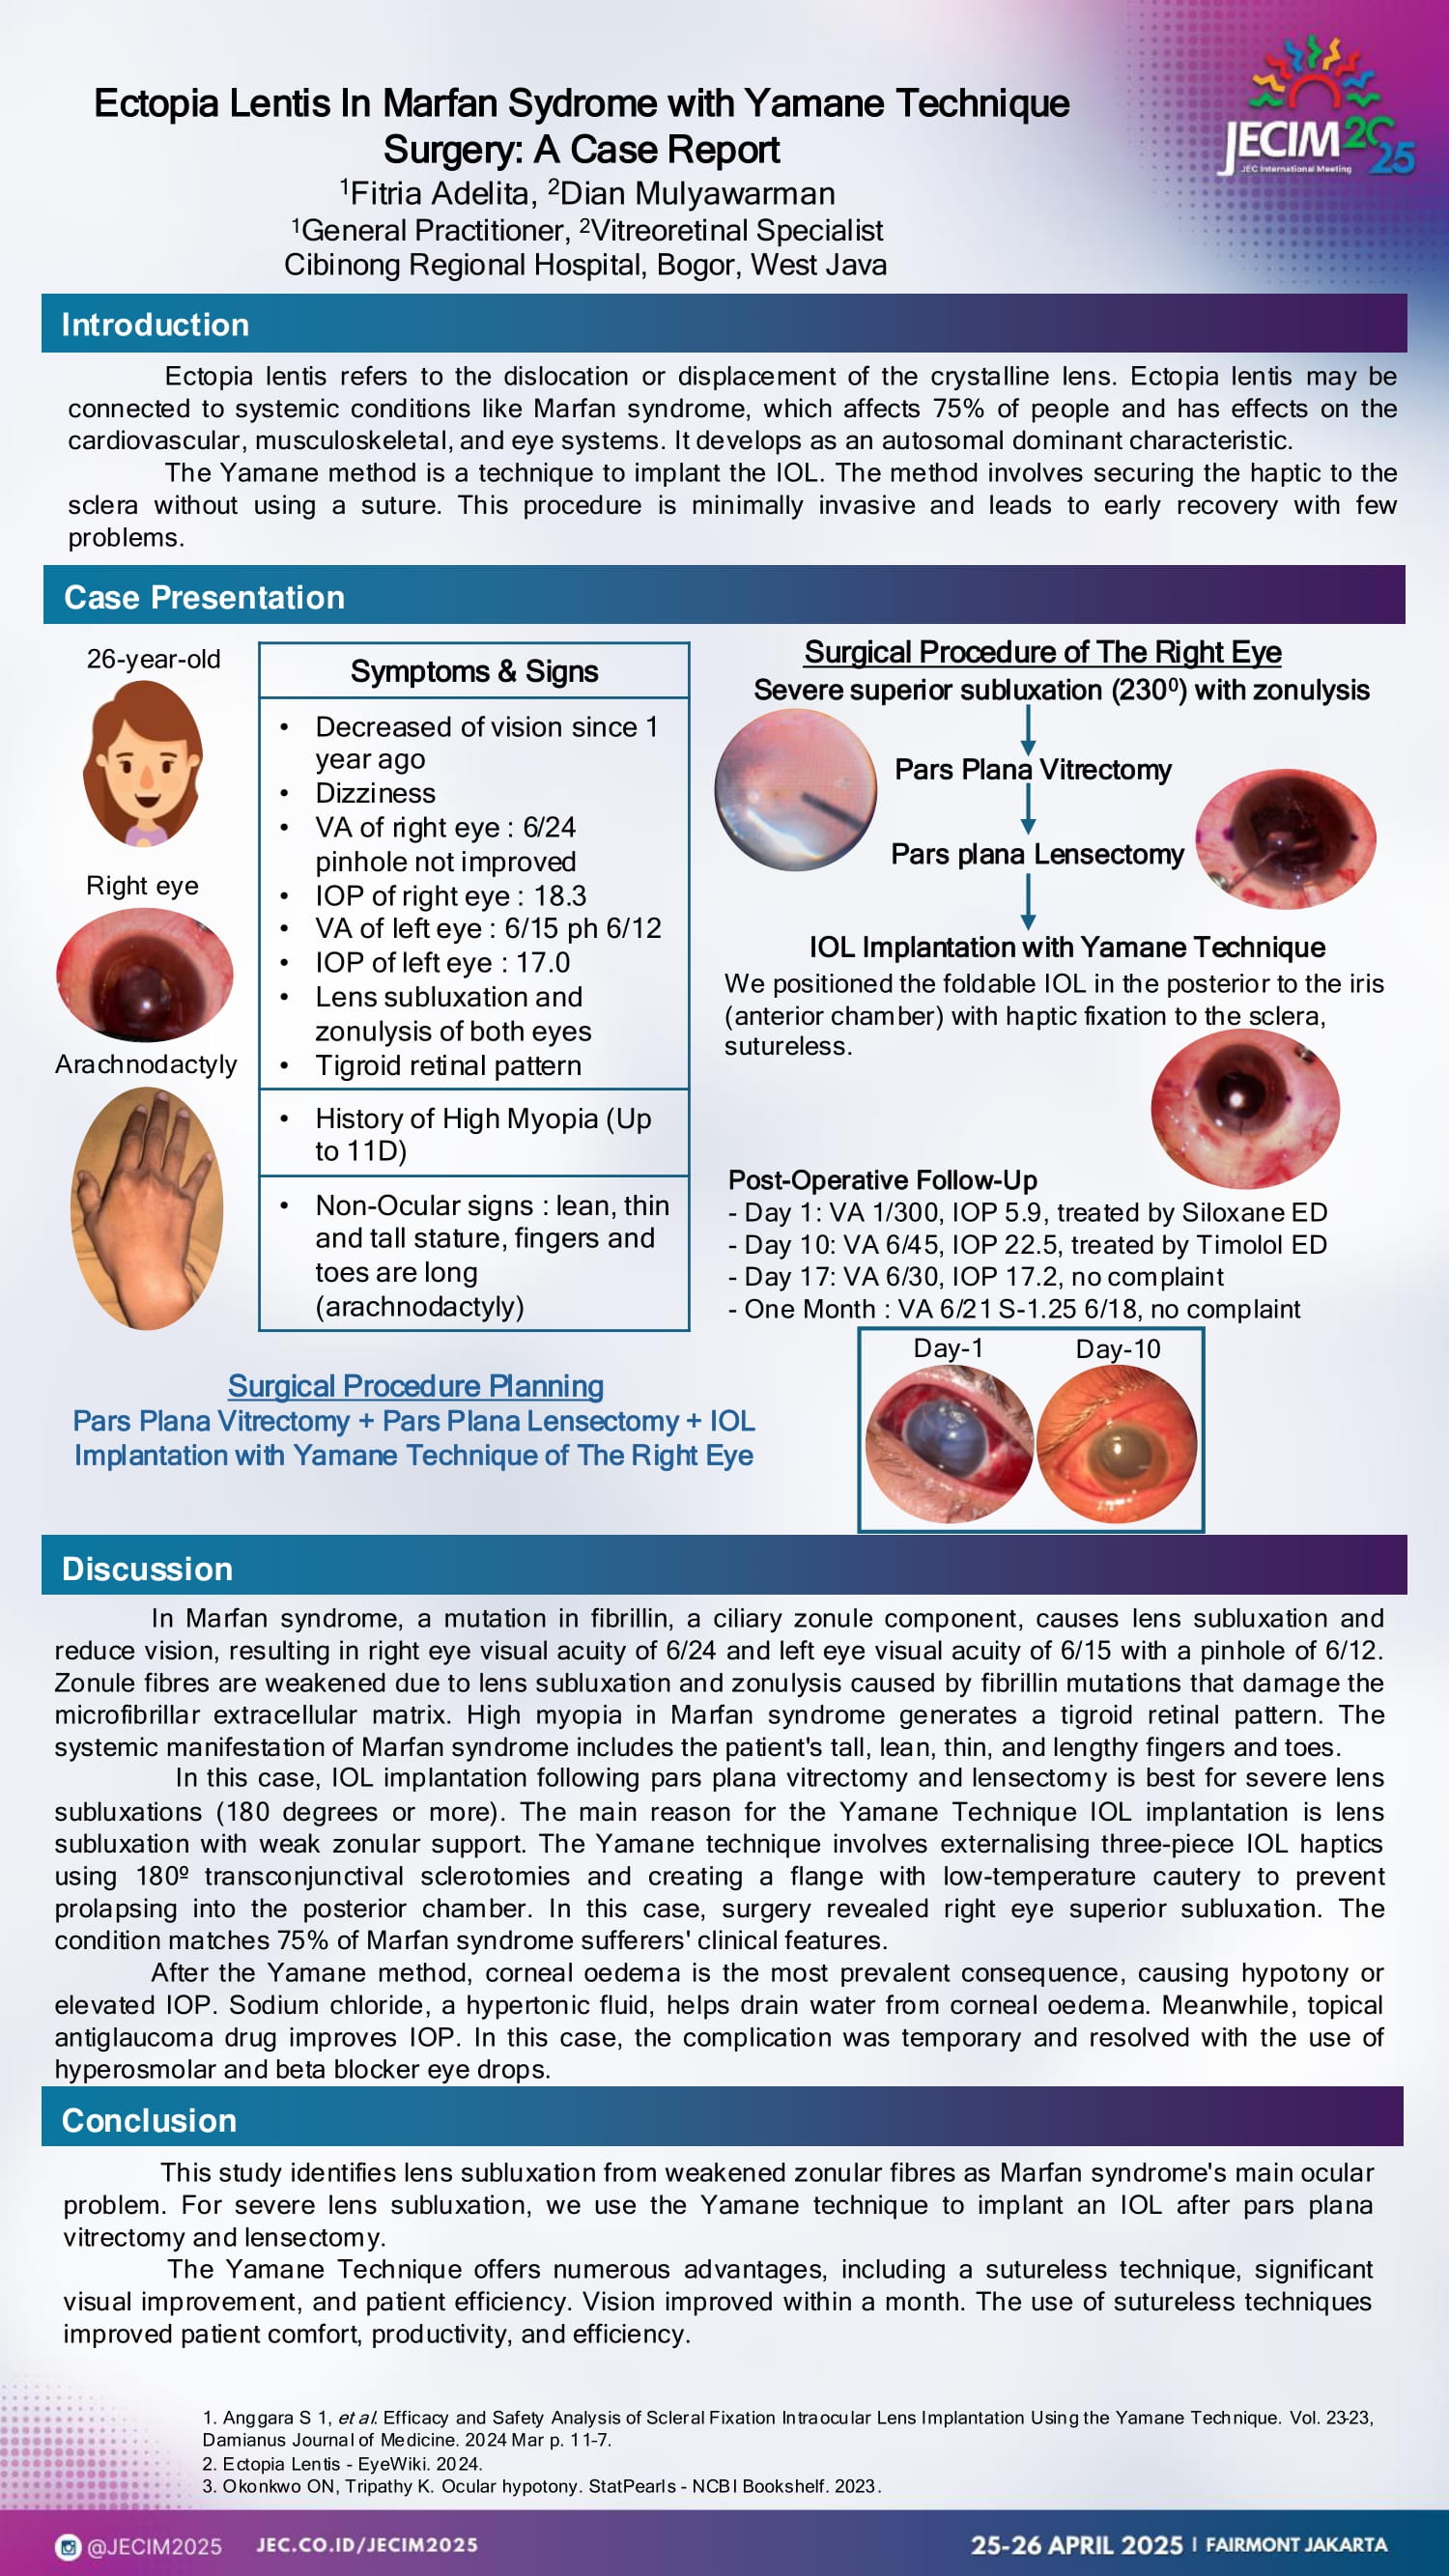 Ectopia Lentis In Marfan Sydrome with Yamane Technique
Surgery: A Case Report
¹Fitria Adelita, ²Dian Mulyawarman
¹General Practitioner, ²Vitreoretinal Specialist
Cibinong Regional Hospital, Bogor, West Java
JECIM 2025
JEC International Meeting
Introduction
Ectopia lentis refers to the dislocation or displacement of the crystalline lens. Ectopia lentis may be
connected to systemic conditions like Marfan syndrome, which affects 75% of people and has effects on the
cardiovascular, musculoskeletal, and eye systems. It develops as an autosomal dominant characteristic.
The Yamane method is a technique to implant the IOL. The method involves securing the haptic to the
sclera without using a suture. This procedure is minimally invasive and leads to early recovery with few
problems.
Case Presentation
26-year-old
Right eye
Arachnodactyly
Symptoms & Signs
• Decreased of vision since 1
year ago
• Dizziness
• VA of right eye : 6/24
pinhole not improved
• IOP of right eye : 18.3
• VA of left eye : 6/15 ph 6/12
• IOP of left eye : 17.0
• Lens subluxation and
zonulysis of both eyes
• Tigroid retinal pattern
• History of High Myopia (Up
to 11D)
• Non-Ocular signs : lean, thin
and tall stature, fingers and
toes are long
(arachnodactyly)
Surgical Procedure Planning
Pars Plana Vitrectomy + Pars Plana Lensectomy + IOL
Implantation with Yamane Technique of The Right Eye
Surgical Procedure of The Right Eye
Severe superior subluxation (230⁰) with zonulysis
Pars Plana Vitrectomy
Pars plana Lensectomy
IOL Implantation with Yamane Technique
We positioned the foldable IOL in the posterior to the iris
(anterior chamber) with haptic fixation to the sclera,
sutureless.
Post-Operative Follow-Up
- Day 1: VA 1/300, IOP 5.9, treated by Siloxane ED
- Day 10: VA 6/45, IOP 22.5, treated by Timolol ED
- Day 17: VA 6/30, IOP 17.2, no complaint
- One Month : VA 6/21 S-1.25 6/18, no complaint
Day-1 Day-10
Discussion
In Marfan syndrome, a mutation in fibrillin, a ciliary zonule component, causes lens subluxation and
reduce vision, resulting in right eye visual acuity of 6/24 and left eye visual acuity of 6/15 with a pinhole of 6/12.
Zonule fibres are weakened due to lens subluxation and zonulysis caused by fibrillin mutations that damage the
microfibrillar extracellular matrix. High myopia in Marfan syndrome generates a tigroid retinal pattern. The
systemic manifestation of Marfan syndrome includes the patient's tall, lean, thin, and lengthy fingers and toes.
In this case, IOL implantation following pars plana vitrectomy and lensectomy is best for severe lens
subluxations (180 degrees or more). The main reason for the Yamane Technique IOL implantation is lens
subluxation with weak zonular support. The Yamane technique involves externalising three-piece IOL haptics
using 180º transconjunctival sclerotomies and creating a flange with low-temperature cautery to prevent
prolapsing into the posterior chamber. In this case, surgery revealed right eye superior subluxation. The
condition matches 75% of Marfan syndrome sufferers' clinical features.
After the Yamane method, corneal oedema is the most prevalent consequence, causing hypotony or
elevated IOP. Sodium chloride, a hypertonic fluid, helps drain water from corneal oedema. Meanwhile, topical
antiglaucoma drug improves IOP. In this case, the complication was temporary and resolved with the use of
hyperosmolar and beta blocker eye drops.
Conclusion
This study identifies lens subluxation from weakened zonular fibres as Marfan syndrome's main ocular
problem. For severe lens subluxation, we use the Yamane technique to implant an IOL after pars plana
vitrectomy and lensectomy.
The Yamane Technique offers numerous advantages, including a sutureless technique, significant
visual improvement, and patient efficiency. Vision improved within a month. The use of sutureless techniques
improved patient comfort, productivity, and efficiency.
1. Anggara S 1, et al. Efficacy and Safety Analysis of Scleral Fixation Intraocular Lens Implantation Using the Yamane Technique. Vol. 23-23,
Damianus Journal of Medicine. 2024 Mar p. 11-7.
2. Ectopia Lentis - EyeWiki. 2024.
3. Okonkwo ON, Tripathy K. Ocular hypotony. StatPearls - NCBI Bookshelf. 2023.
@JECIM2025 JEC.CO.ID/JECIM2025 25-26 APRIL 2025 | FAIRMONT JAKARTA